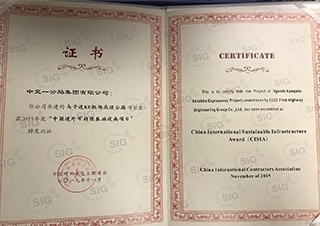 证书
中交一公局集团有限公司：
你公司承建的乌干达KE机场高速公路项目获
2019年度“中国境外可持续基础设施项目”
特发此证
中国对外承包工程商会
二〇一九年十一月
CERTIFICATE
This is to certify that the Project of Uganda Kampala-
Entebbe Expressway Project, undertaken by CCCC First Highway
Engineering Group Co.,Ltd., has been accredited as
China International Sustainable Infrastructure
Award (CISIA)
China International Contractors Association
November of 2019
SIG